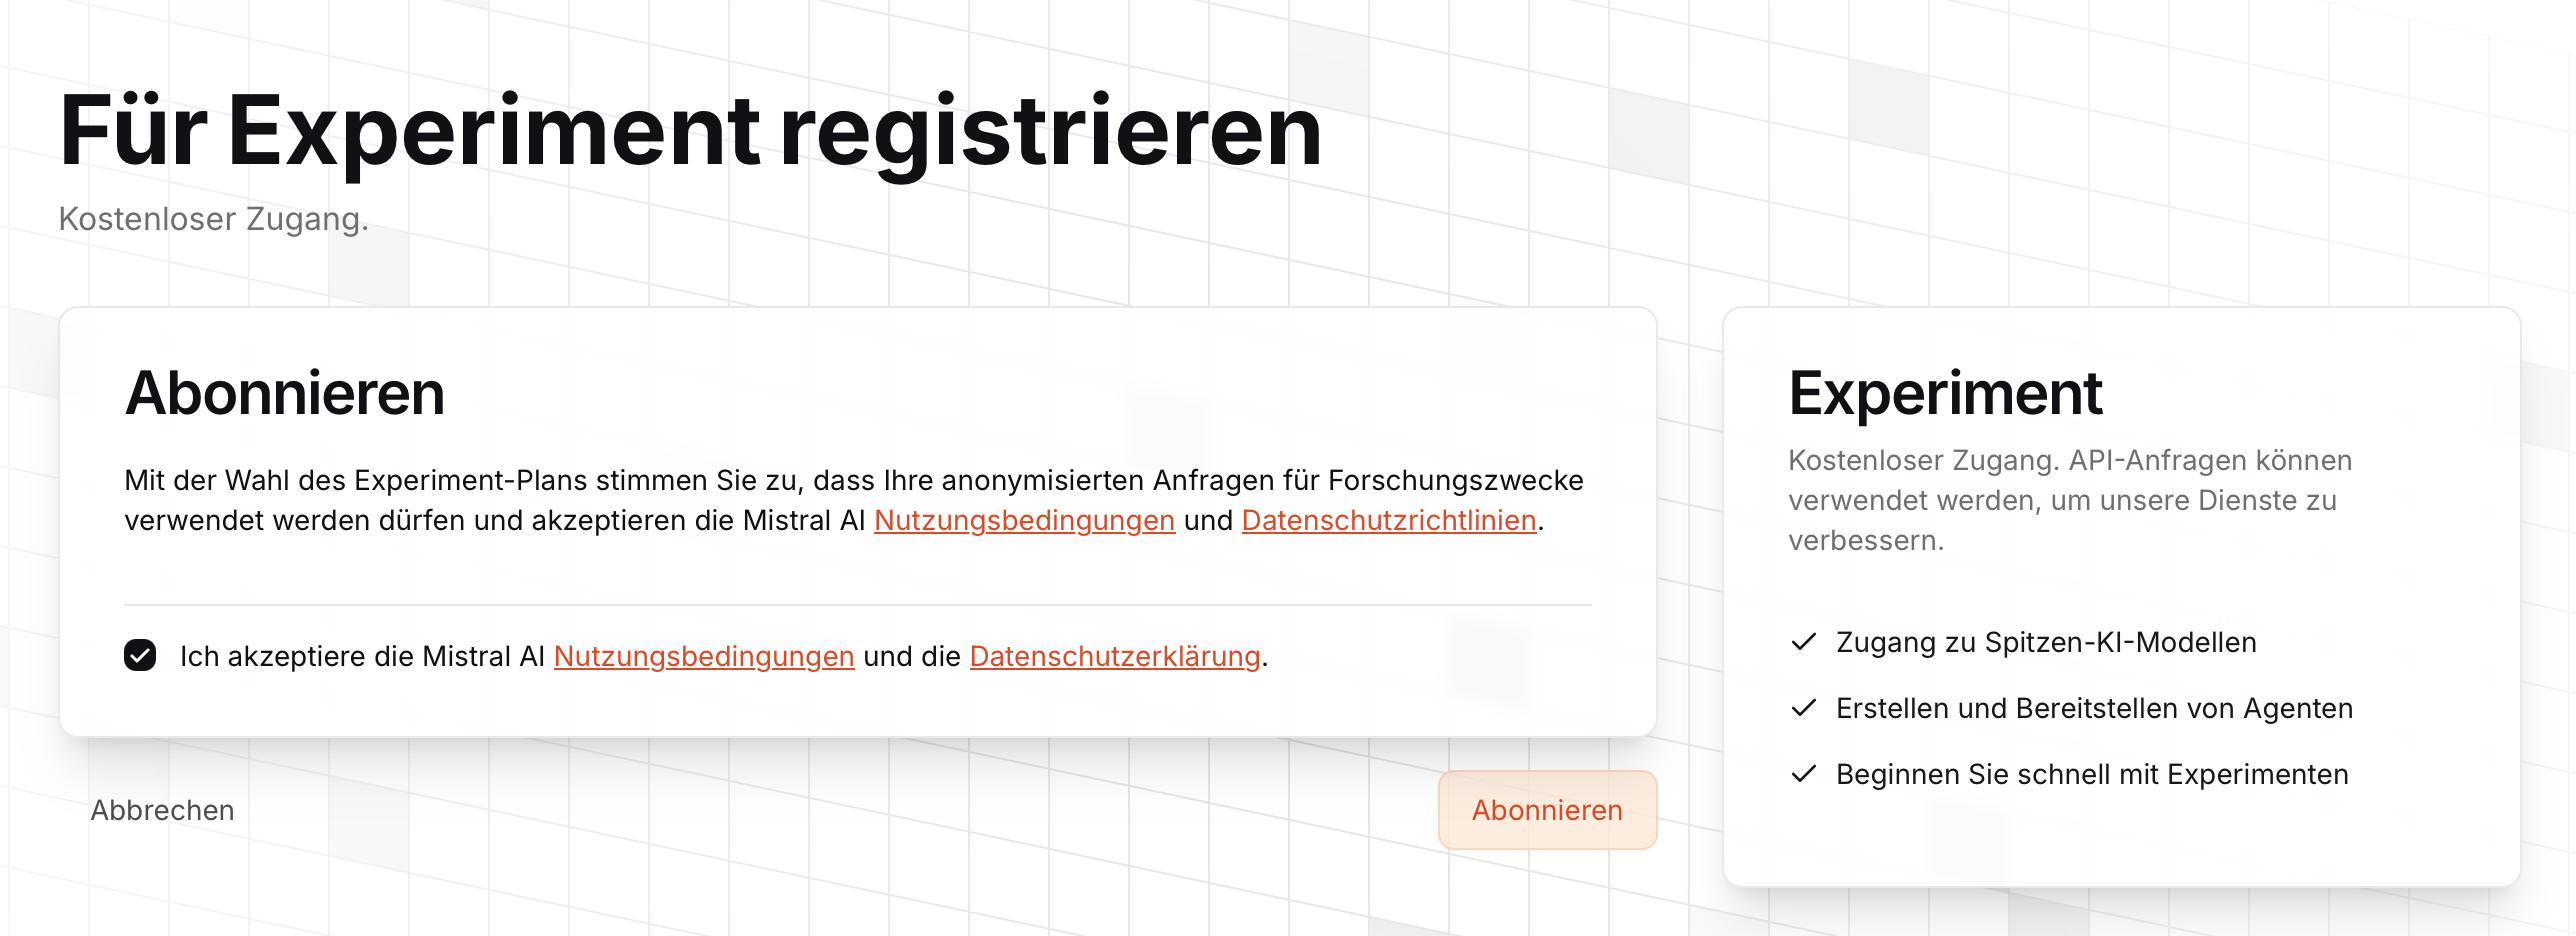 Für Experiment registrieren
Kostenloser Zugang.
Abonnieren
Mit der Wahl des Experiment-Plans stimmen Sie zu, dass Ihre anonymisierten Anfragen für Forschungszwecke
verwendet werden dürfen und akzeptieren die Mistral AI Nutzungsbedingungen und Datenschutzrichtlinien.
Ich akzeptiere die Mistral AI Nutzungsbedingungen und die Datenschutzerklärung.
Abbrechen
Abonnieren
Experiment
Kostenloser Zugang. API-Anfragen können
verwendet werden, um unsere Dienste zu
verbessern.
Zugang zu Spitzen-KI-Modellen
Erstellen und Bereitstellen von Agenten
Beginnen Sie schnell mit Experimenten